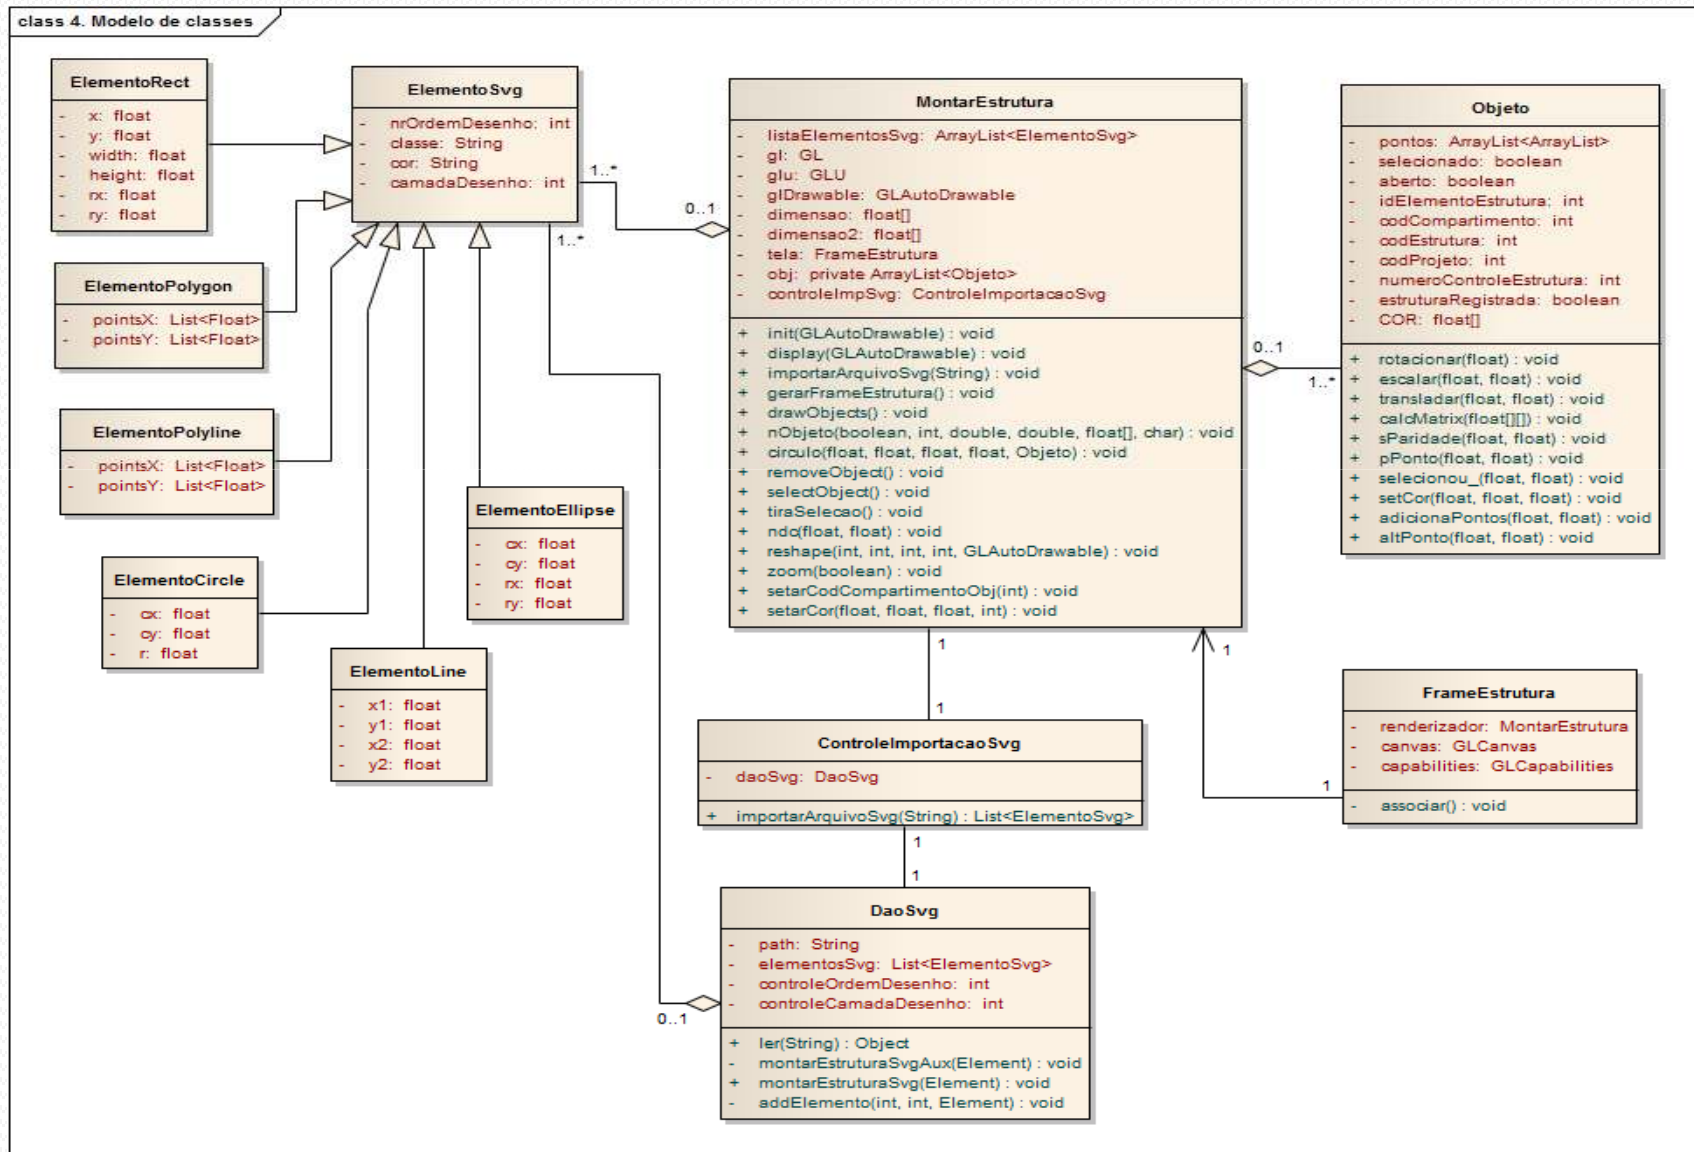 class 4. Modelo de classes
ElementoRect
- x: float
- y: float
- width: float
- height: float
- rx: float
- ry: float
ElementoSvg
- nrOrdemDesenho: int
- classe: String
- cor: String
- camadaDesenho: int
1..*
0..1
1..*
MontarEstrutura
- listaElementosSvg: ArrayList<ElementoSvg>
- gl: GL
- glu: GLU
- glDrawable: GLAutoDrawable
- dimensao: float[]
- dimensao2: float[]
- tela: FrameEstrutura
- obj: private ArrayList<Objeto>
- controleImpSvg: ControleImportacaoSvg
+ init(GLAutoDrawable) : void
+ display(GLAutoDrawable) : void
+ importarArquivoSvg(String) : void
+ gerarFrameEstrutura() : void
+ drawObjects() : void
+ nObjeto(boolean, int, double, double, float[], char) : void
+ circulo(float, float, float, float, Objeto) : void
+ removeObject() : void
+ selectObject() : void
+ tiraSelecao() : void
+ ndc(float, float) : void
+ reshape(int, int, int, int, GLAutoDrawable) : void
+ zoom(boolean) : void
+ setarCodCompartimentoObj(int) : void
+ setarCor(float, float, float, int) : void
0..1
1..*
Objeto
- pontos: ArrayList<ArrayList>
- selecionado: boolean
- aberto: boolean
- idElementoEstrutura: int
- codCompartimento: int
- codEstrutura: int
- codProjeto: int
- numeroControleEstrutura: int
- estruturaRegistrada: boolean
- COR: float[]
+ rotacionar(float) : void
+ escalar(float, float) : void
+ transladar(float, float) : void
+ calcMatrix(float[][]) : void
+ sParidade(float, float) : void
+ pPonto(float, float) : void
+ selecionou_(float, float) : void
+ setCor(float, float, float) : void
+ adicionaPontos(float, float) : void
+ altPonto(float, float) : void
ElementoPolygon
- pointsX: List<Float>
- pointsY: List<Float>
ElementoPolyline
- pointsX: List<Float>
- pointsY: List<Float>
ElementoCircle
- cx: float
- cy: float
- r: float
ElementoEllipse
- cx: float
- cy: float
- rx: float
- ry: float
ElementoLine
- x1: float
- y1: float
- x2: float
- y2: float
1
1
1
1
ControleImportacaoSvg
- daoSvg: DaoSvg
+ importarArquivoSvg(String) : List<ElementoSvg>
FrameEstrutura
- renderizador: MontarEstrutura
- canvas: GLCanvas
- capabilities: GLCapabilities
- associar() : void
1
1
0..1
DaoSvg
- path: String
- elementosSvg: List<ElementoSvg>
- controleOrdemDesenho: int
- controleCamadaDesenho: int
+ ler(String) : Object
- montarEstruturaSvgAux(Element) : void
+ montarEstruturaSvg(Element) : void
- addElemento(int, int, Element) : void